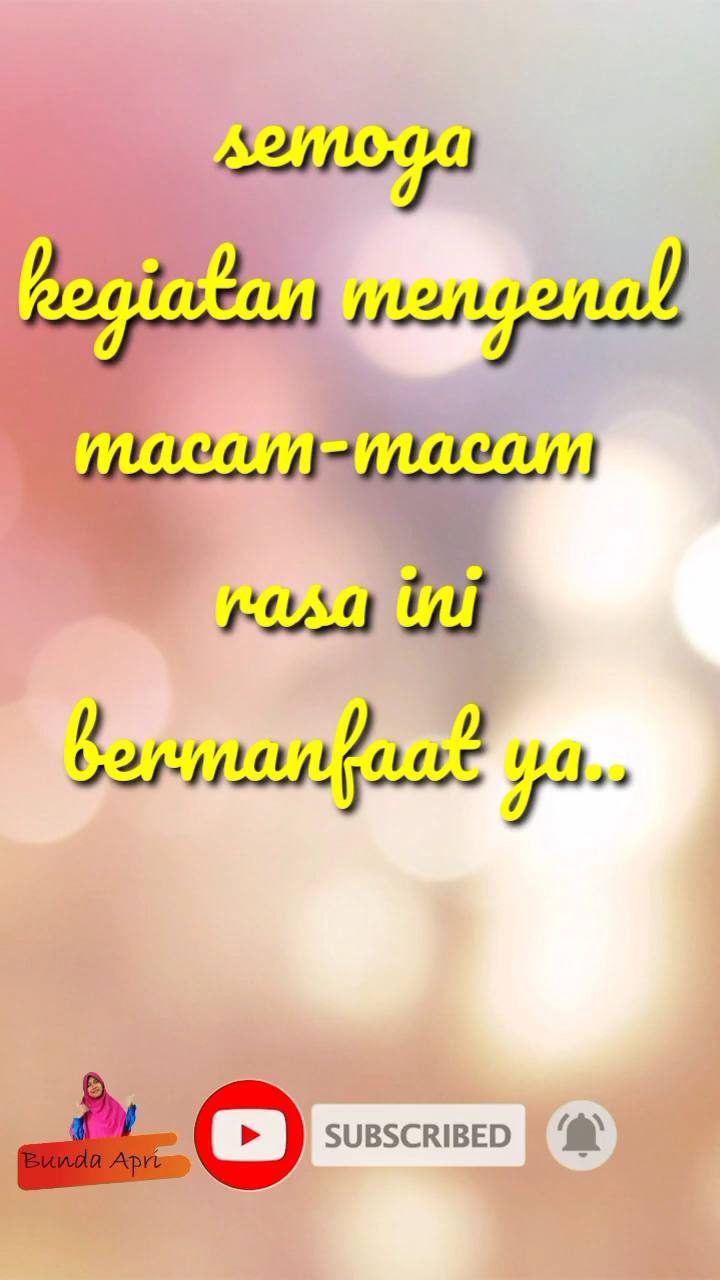 semoga
kegiatan mengenal
macam-macam
rasa ini
bermanfaat ya..
Bunda Apri
SUBSCRIBED